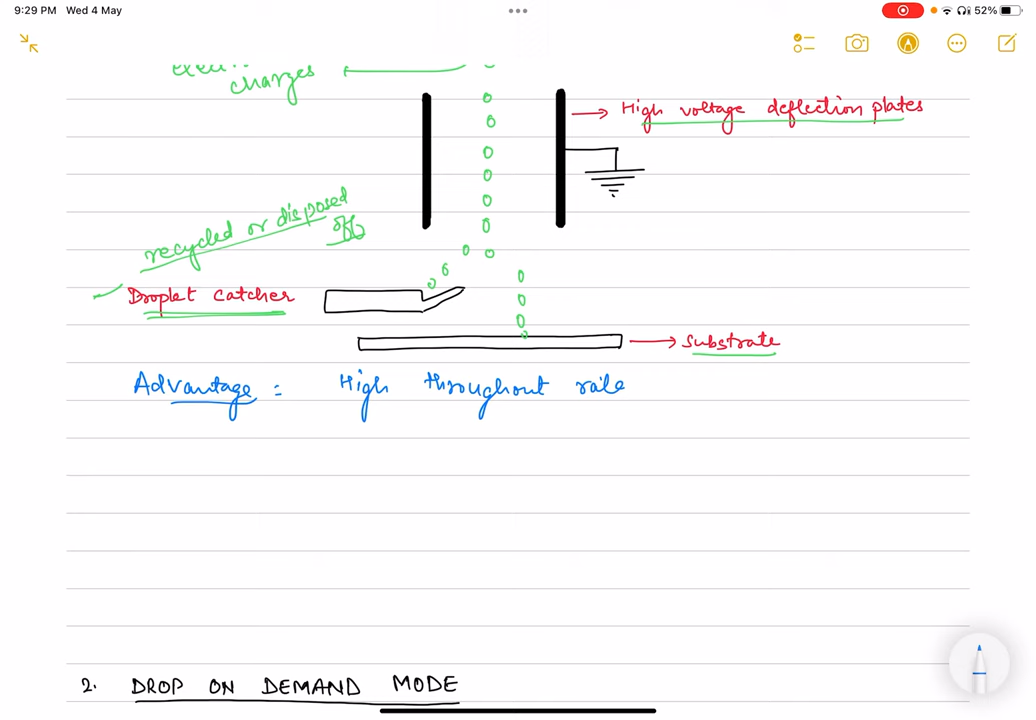 9:29 PM Wed 4 May
52%
charges
High voltage deflection plates
recycled or disposed
off
Droplet catcher
Substrate
Advantage : High throughout rate
2. DROP ON DEMAND MODE